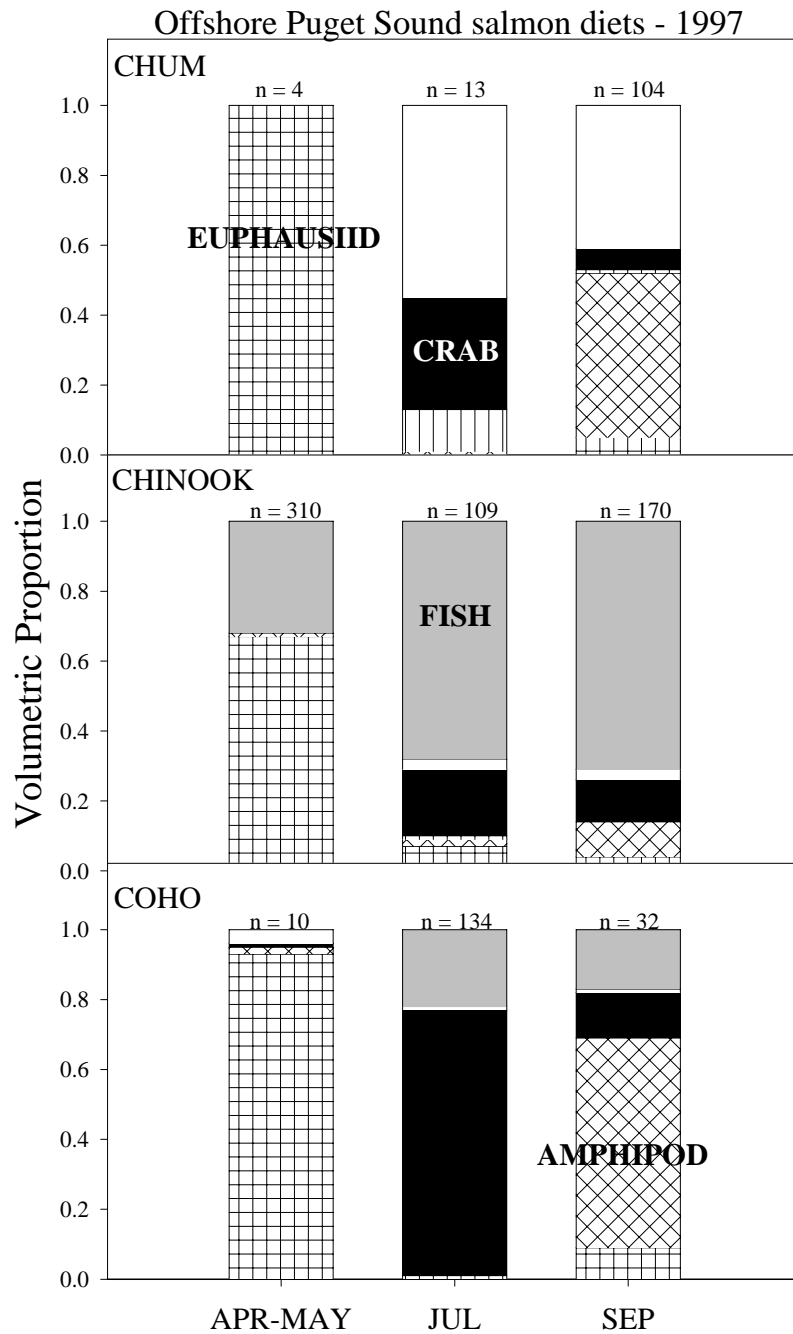 Offshore Puget Sound salmon diets - 1997
CHUM
n = 4
n = 13
n = 104
1.0
0.8
0.6
0.4
0.2
0.0
EUPHAUSIID
CRAB
CHINOOK
n = 310
n = 109
n = 170
1.0
0.8
0.6
0.4
0.2
0.0
FISH
Volumetric Proportion
COHO
n = 10
n = 134
n = 32
1.0
0.8
0.6
0.4
0.2
0.0
AMPHIPOD
APR-MAY
JUL
SEP